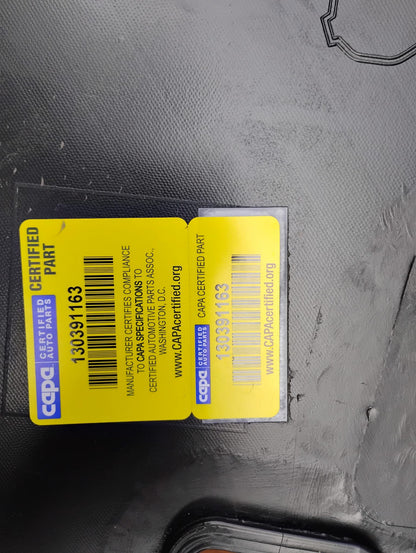 capa CERTIFIED AUTO PARTS
CERTIFIED
PART
130391163
MANUFACTURER CERTIFIES COMPLIANCE
TO CAPA SPECIFICATIONS TO
CERTIFIED AUTOMOTIVE PARTS ASSOC.,
WASHINGTON, D.C.
www.CAPAcertified.org
capa CERTIFIED AUTO PARTS
CAPA CERTIFIED PART
130391163
www.CAPAcertified.org